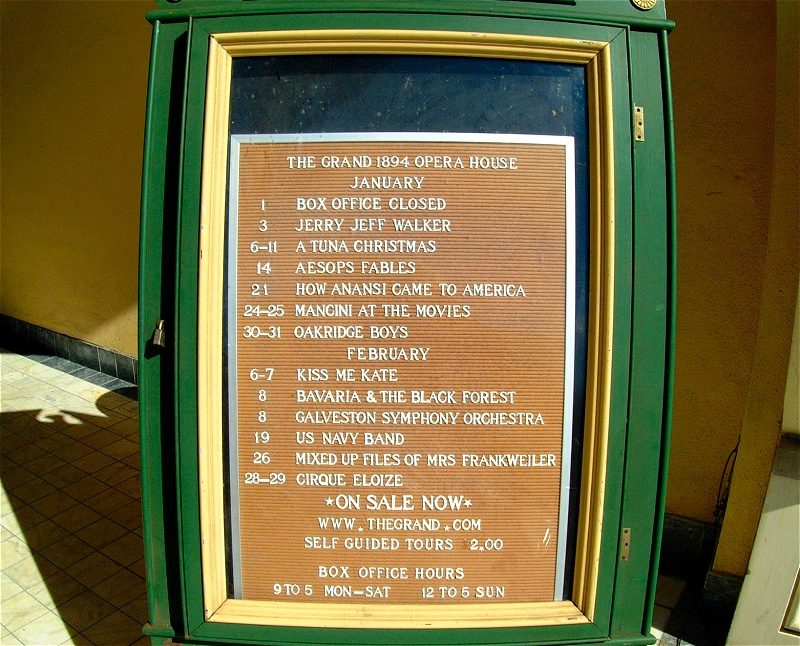 THE GRAND 1894 OPERA HOUSE
JANUARY
1 BOX OFFICE CLOSED
3 JERRY JEFF WALKER
6-11 A TUNA CHRISTMAS
14 AESOPS FABLES
21 HOW ANANSI CAME TO AMERICA
24-25 MANCINI AT THE MOVIES
30-31 OAKRIDGE BOYS
FEBRUARY
6-7 KISS ME KATE
8 BAVARIA & THE BLACK FOREST
8 GALVESTON SYMPHONY ORCHESTRA
19 US NAVY BAND
26 MIXED UP FILES OF MRS FRANKWEILER
28-29 CIRQUE ELOIZE
★ON SALE NOW★
WWW.THEGRAND.COM
SELF GUIDED TOURS 2.00
BOX OFFICE HOURS
9 TO 5 MON-SAT 12 TO 5 SUN